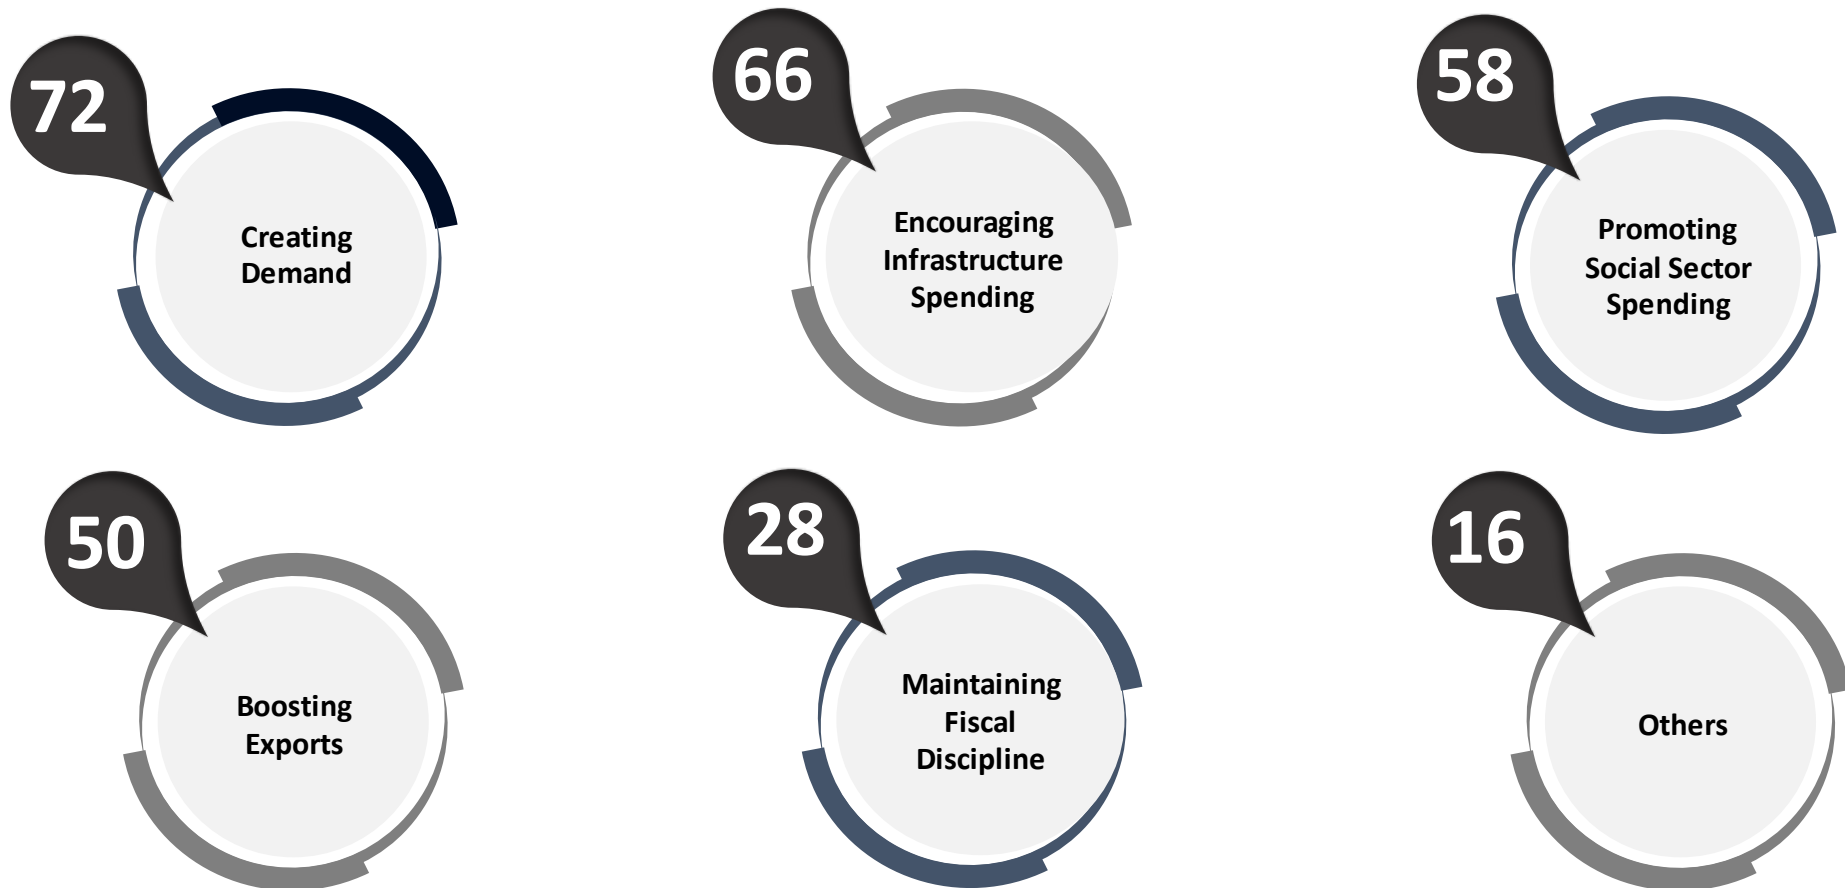 72
Creating
Demand
66
Encouraging
Infrastructure
Spending
58
Promoting
Social Sector
Spending
50
Boosting
Exports
28
Maintaining
Fiscal
Discipline
16
Others